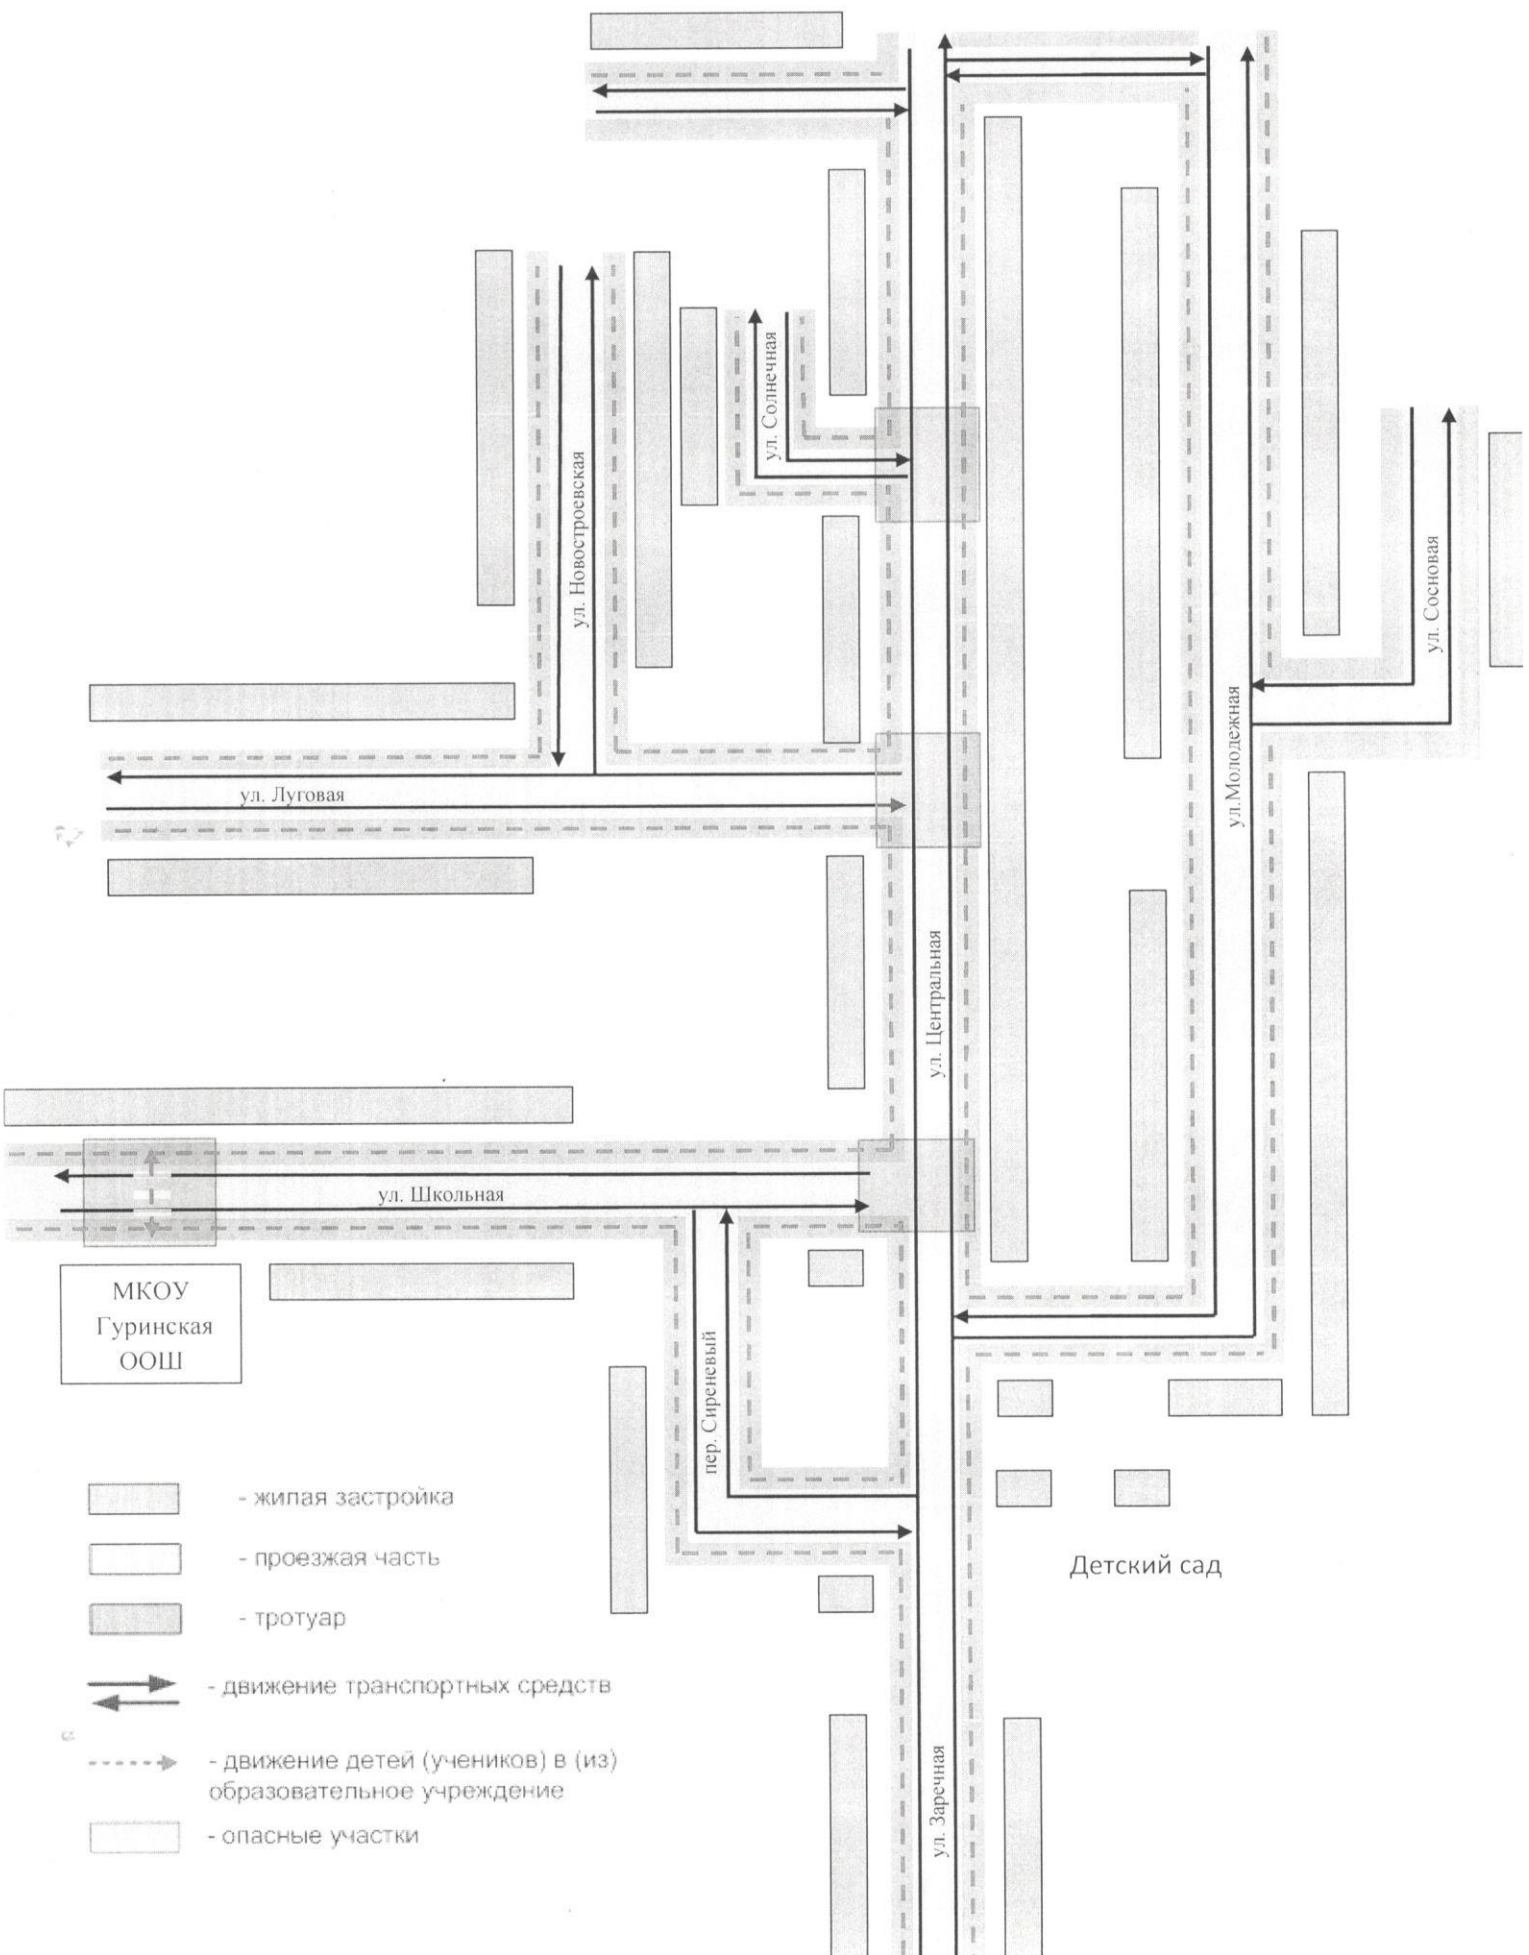 ул. Солнечная
ул. Новостроевская
ул. Сосновая
ул.Молодежная
ул. Луговая
ул. Центральная
ул. Школьная
МКОУ
Гуринская
ООШ
пер. Сиреневый
- жилая застройка
- проезжая часть
Детский сад
- тротуар
- движение транспортных средств
- движение детей (учеников) в (из)
образовательное учреждение
ул. Заречная
- опасные участки